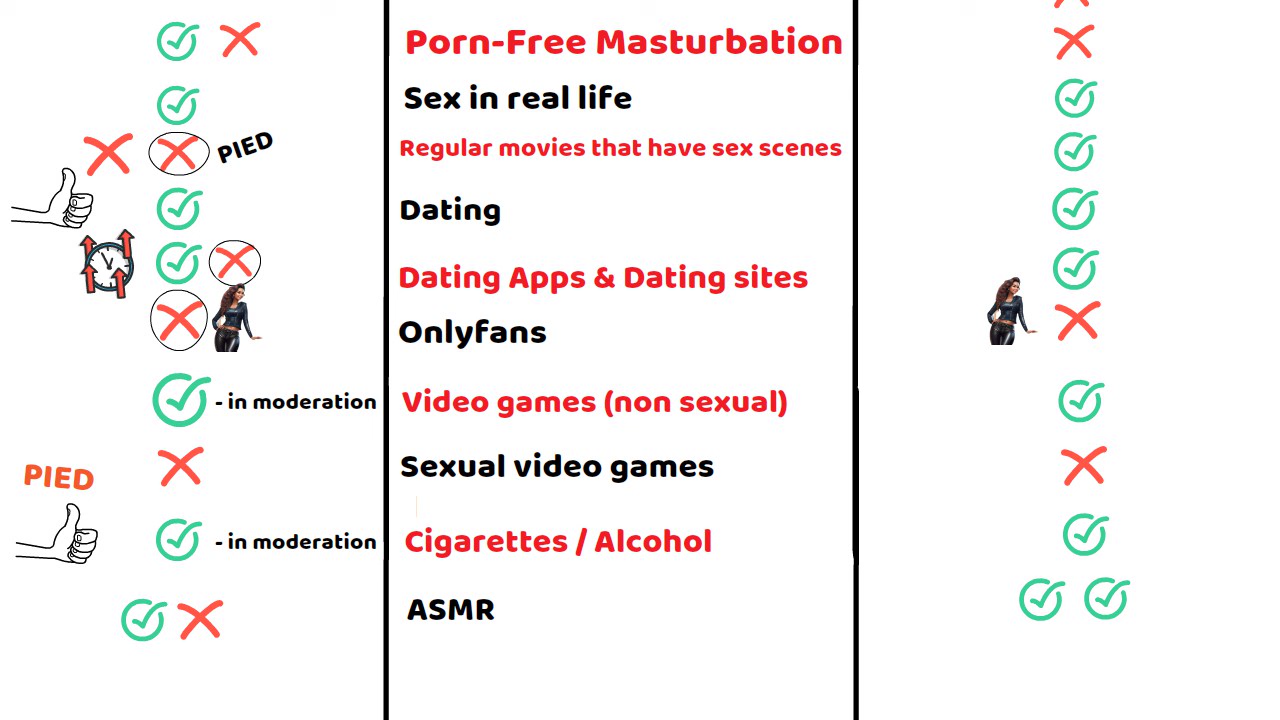 Porn-Free Masturbation
Sex in real life
PIED
Regular movies that have sex scenes
Dating
Dating Apps & Dating sites
Onlyfans
- in moderation
Video games (non sexual)
PIED
Sexual video games
- in moderation
Cigarettes / Alcohol
ASMR